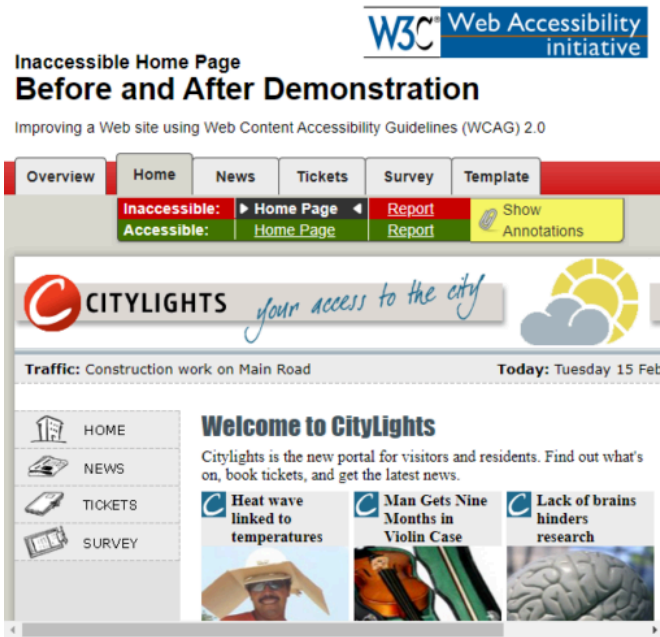 W3C® Web Accessibility
initiative
Inaccessible Home Page
Before and After Demonstration
Improving a Web site using Web Content Accessibility Guidelines (WCAG) 2.0
Overview Home News Tickets Survey Template
Inaccessible: Home Page Report Show
Accessible: Home Page Report Annotations
CITYLIGHTS your access to the city
Traffic: Construction work on Main Road Today: Tuesday 15 Feb
HOME
NEWS
TICKETS
SURVEY
Welcome to CityLights
Citylights is the new portal for visitors and residents. Find out what's
on, book tickets, and get the latest news.
C Heat wave
linked to
temperatures
C Man Gets Nine
Months in
Violin Case
C Lack of brains
hinders
research